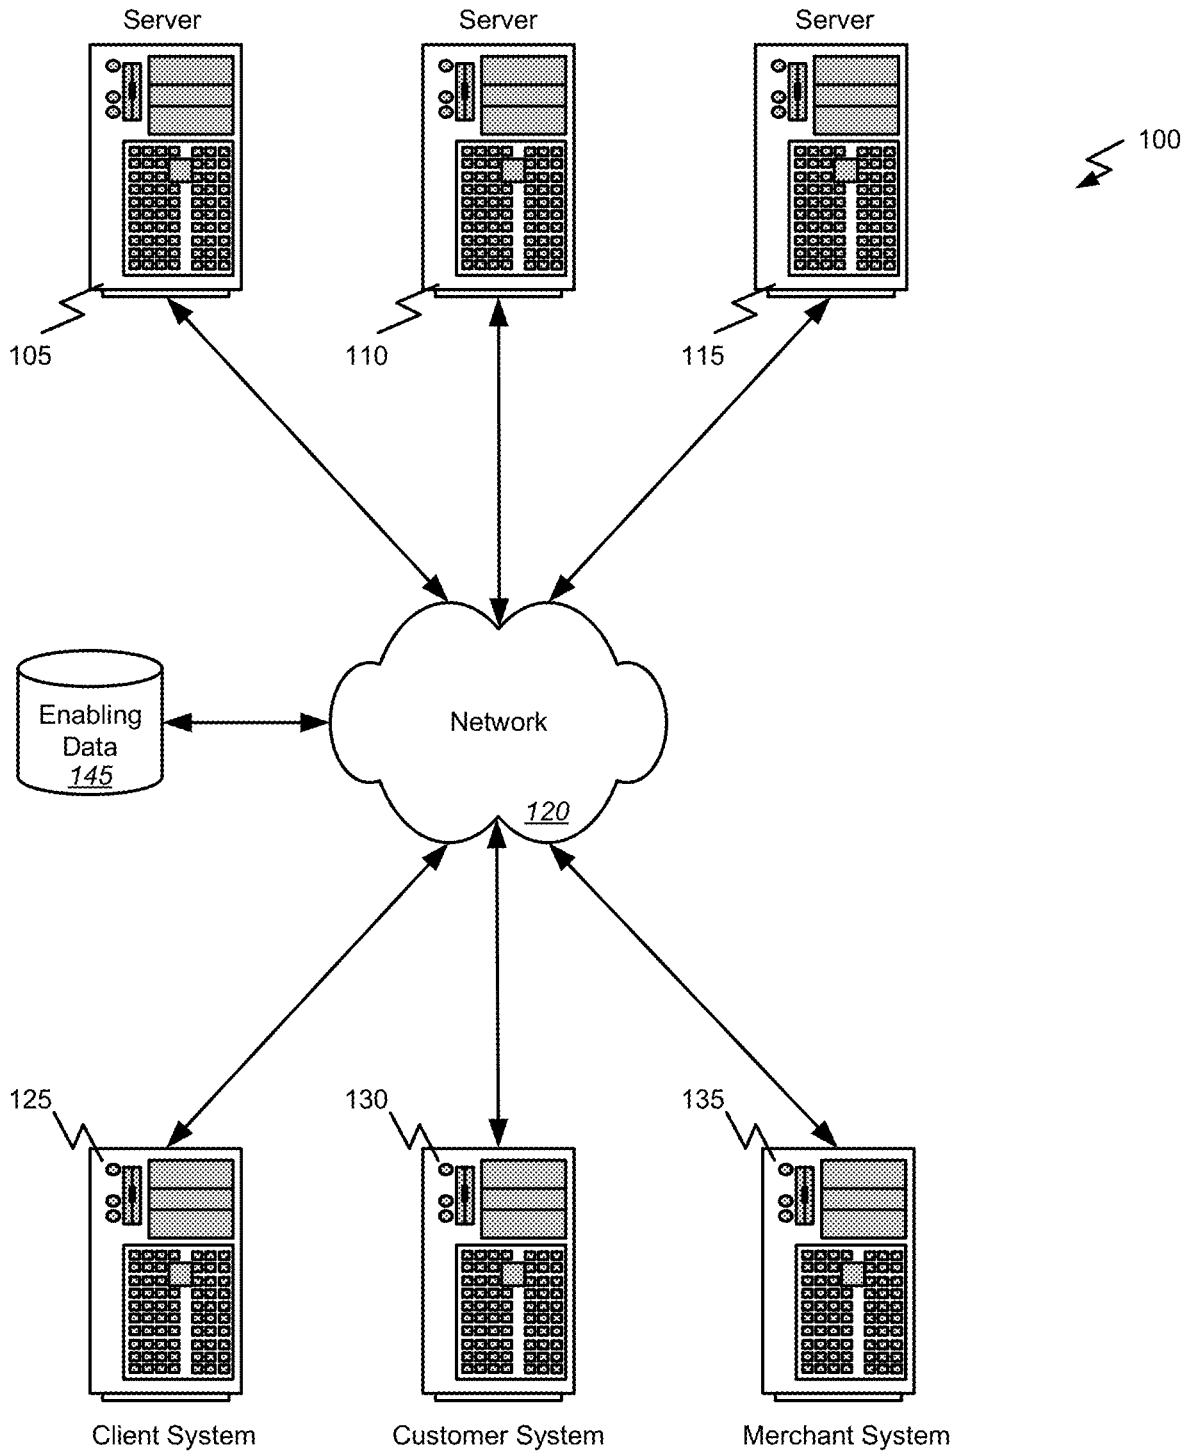 Server
Server
Server
100
105
110
115
Enabling
Data
145
Network
120
125
130
135
Client System
Customer System
Merchant System